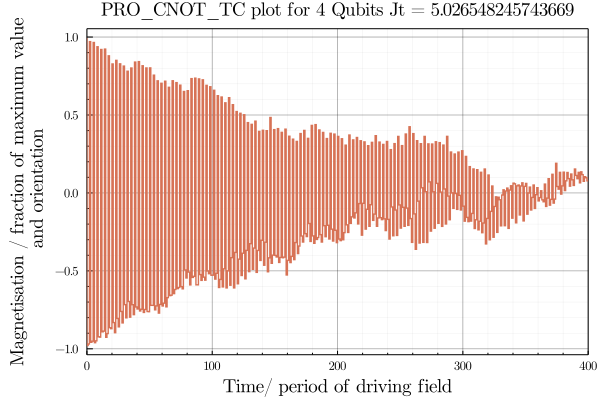 PRO_CNOT_TC plot for 4 Qubits Jt = 5.026548245743669
Magnetisation / fraction of maximum value
and orientation
1.0
0.5
0.0
−0.5
−1.0
0 100 200 300 400
Time/ period of driving field